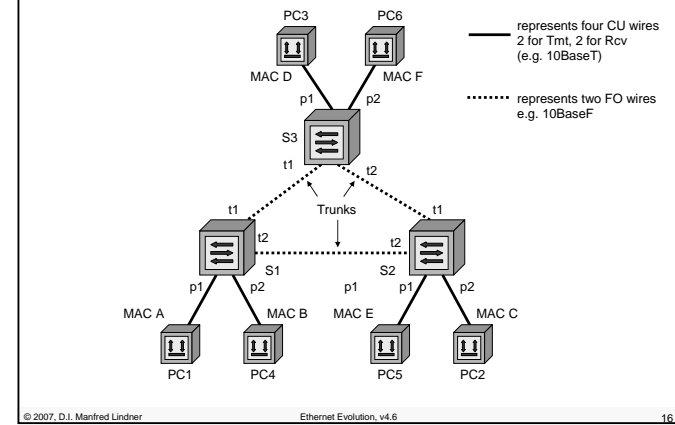 PC3 PC6
represents four CU wires
2 for Tmt, 2 for Rcv
(e.g. 10BaseT)
MAC D MAC F
p1 p2
represents two FO wires
e.g. 10BaseF
S3
t1 t2
Trunks
t1 t1
t2 t2
S1 S2
p1 p2 p1 p1 p2
MAC A MAC B MAC E MAC C
PC1 PC4 PC5 PC2
© 2007, D.I. Manfred Lindner Ethernet Evolution, v4.6 16